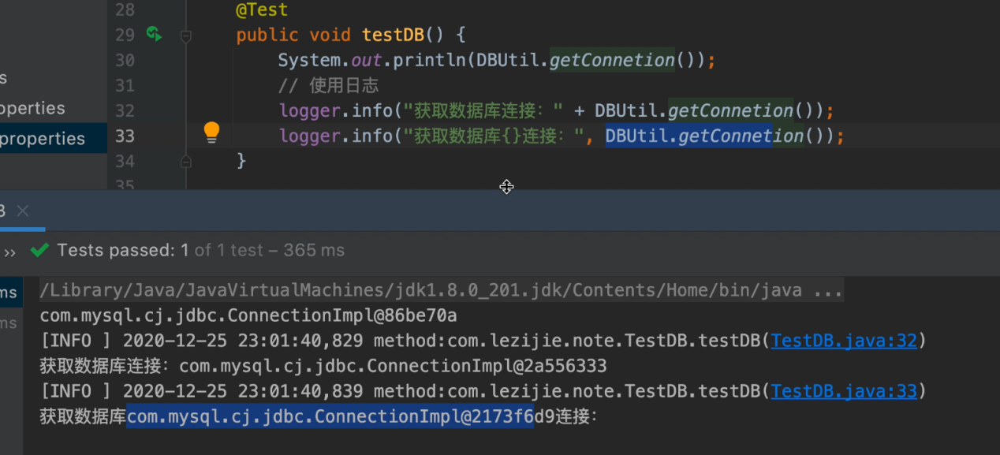 28 @Test
29 public void testDB() {
30 System.out.println(DBUtil.getConnetion());
s
31 // 使用日志
operties
32 logger.info("获取数据库连接：" + DBUtil.getConnetion());
properties
33 logger.info("获取数据库{}连接：", DBUtil.getConnetion());
34 }
35
B ×
>> Tests passed: 1 of 1 test – 365 ms
ms
/Library/Java/JavaVirtualMachines/jdk1.8.0_201.jdk/Contents/Home/bin/java ...
com.mysql.cj.jdbc.ConnectionImpl@86be70a
ms
[INFO ] 2020-12-25 23:01:40,829 method:com.lezijie.note.TestDB.testDB(TestDB.java:32)
获取数据库连接：com.mysql.cj.jdbc.ConnectionImpl@2a556333
[INFO ] 2020-12-25 23:01:40,839 method:com.lezijie.note.TestDB.testDB(TestDB.java:33)
获取数据库com.mysql.cj.jdbc.ConnectionImpl@2173f6d9连接：